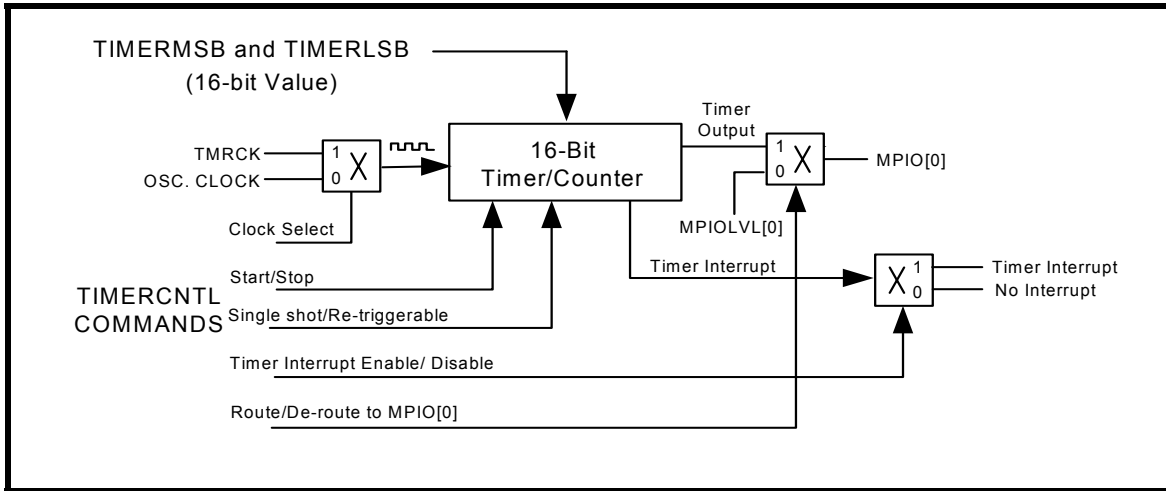 TIMERMSB and TIMERLSB
(16-bit Value)
Timer
Output
16-Bit
Timer/Counter
TMRCK
OSC. CLOCK
1
0
X
1
0
X
MPIO[0]
Clock Select
MPIOLVL[0]
Start/Stop
Timer Interrupt
X
1
0
Timer Interrupt
No Interrupt
TIMERCNTL
COMMANDS
Single shot/Re-triggerable
Timer Interrupt Enable/ Disable
Route/De-route to MPIO[0]